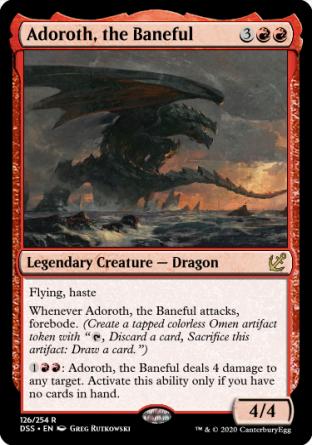 Adoroth, the Baneful 3
Legendary Creature — Dragon
Flying, haste
Whenever Adoroth, the Baneful attacks,
forebode. (Create a tapped colorless Omen artifact
token with “, Discard a card, Sacrifice this
artifact: Draw a card.”)
1: Adoroth, the Baneful deals 4 damage to
any target. Activate this ability only if you have
no cards in hand.
4/4
126/254 R
DSS • EN Greg Rutkowski
™ & © 2020 CanterburyEgg